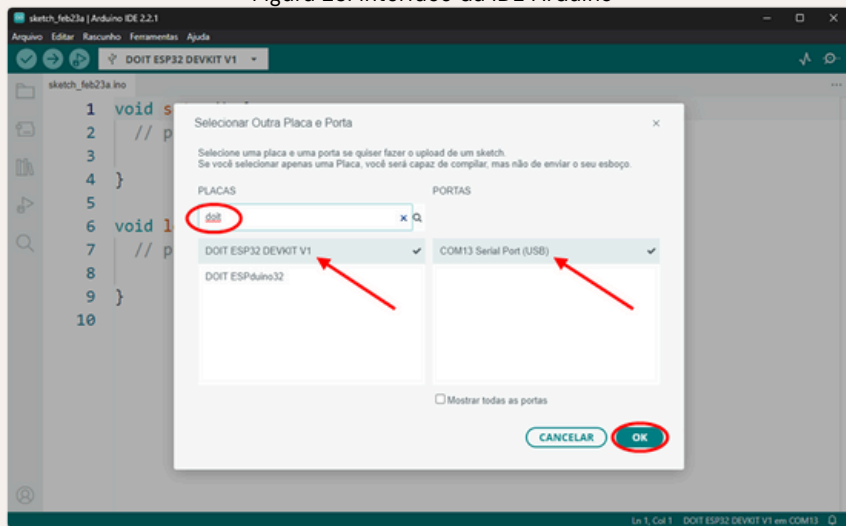 sketch_feb23a | Arduino IDE 2.2.1
Arquivo Editar Rascunho Ferramentas Ajuda
DOIT ESP32 DEVKIT V1
sketch_feb23a.ino
1 void s
2 // p
3
4 }
5
6 void l
7 // p
8
9 }
10
Selecionar Outra Placa e Porta
Selecione uma placa e uma porta se quiser fazer o upload de um sketch.
Se você selecionar apenas uma Placa, você será capaz de compilar, mas não de enviar o seu esboço.
PLACAS PORTAS
doit
DOIT ESP32 DEVKIT V1 COM13 Serial Port (USB)
DOIT ESPduino32
Mostrar todas as portas
CANCELAR OK
Ln 1, Col 1 DOIT ESP32 DEVKIT V1 em COM13